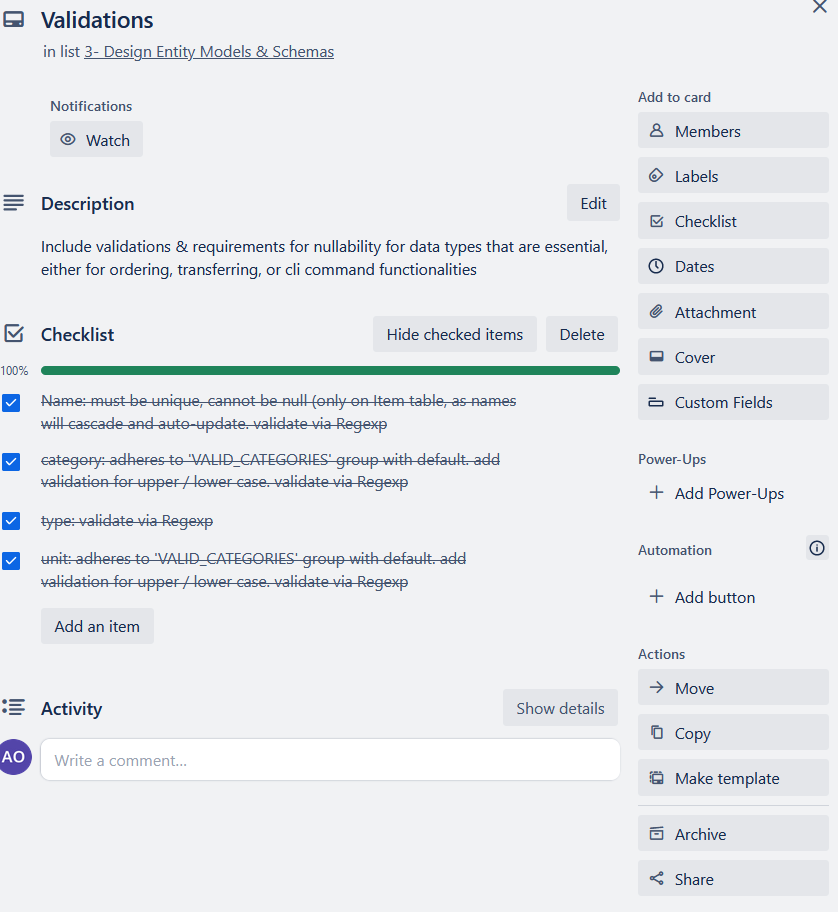 Validations
in list 3- Design Entity Models & Schemas
Notifications
Watch
Description
Edit
Include validations & requirements for nullability for data types that are essential,
either for ordering, transferring, or cli command functionalities
Checklist
Hide checked items
Delete
100%
Name: must be unique, cannot be null (only on Item table, as names
will cascade and auto-update. validate via Regexp
category: adheres to 'VALID_CATEGORIES' group with default. add
validation for upper / lower case. validate via Regexp
type: validate via Regexp
unit: adheres to 'VALID_CATEGORIES' group with default. add
validation for upper / lower case. validate via Regexp
Add an item
Activity
Show details
AO
Write a comment...
Add to card
Members
Labels
Checklist
Dates
Attachment
Cover
Custom Fields
Power-Ups
Add Power-Ups
Automation
Add button
Actions
Move
Copy
Make template
Archive
Share